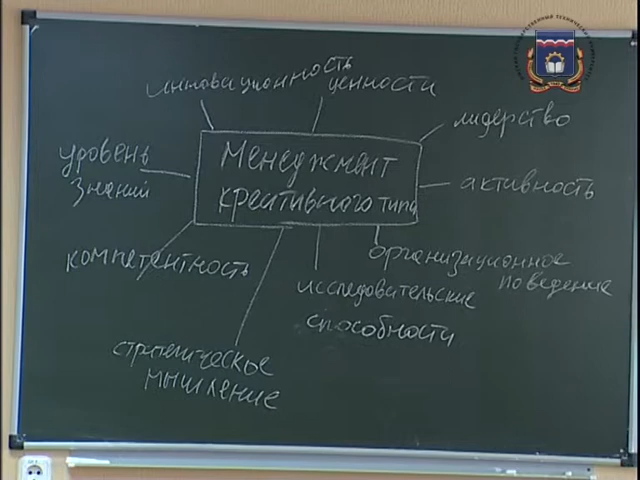 инновационность
ценности
лидерство
уровень
знаний
Менеджмент
креативного типа
активность
компетентность
организационное
поведение
исследовательские
способности
стратегическое
мышление